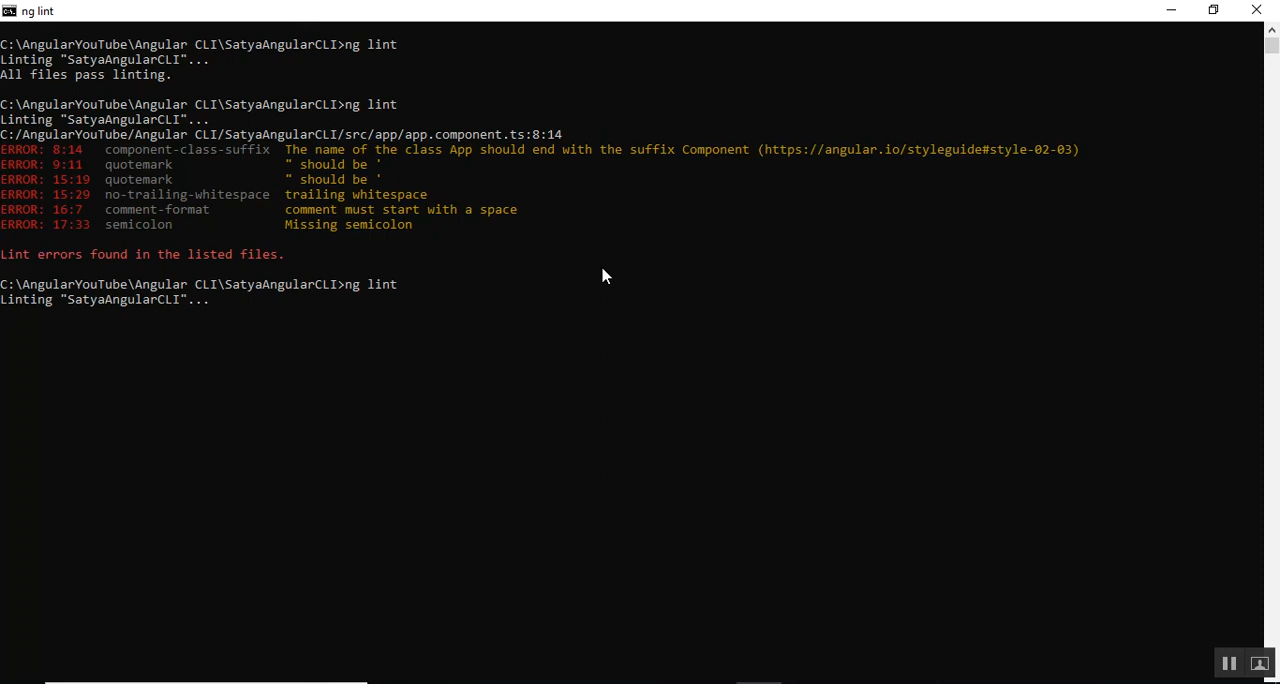 ng lint
C:\AngularYouTube\Angular CLI\SatyaAngularCLI>ng lint
Linting "SatyaAngularCLI"...
All files pass linting.
C:\AngularYouTube\Angular CLI\SatyaAngularCLI>ng lint
Linting "SatyaAngularCLI"...
C:/AngularYouTube/Angular CLI/SatyaAngularCLI/src/app/app.component.ts:8:14
ERROR: 8:14 component-class-suffix The name of the class App should end with the suffix Component (https://angular.io/styleguide#style-02-03)
ERROR: 9:11 quotemark " should be '
ERROR: 15:19 quotemark " should be '
ERROR: 15:29 no-trailing-whitespace trailing whitespace
ERROR: 16:7 comment-format comment must start with a space
ERROR: 17:33 semicolon Missing semicolon
Lint errors found in the listed files.
C:\AngularYouTube\Angular CLI\SatyaAngularCLI>ng lint
Linting "SatyaAngularCLI"...